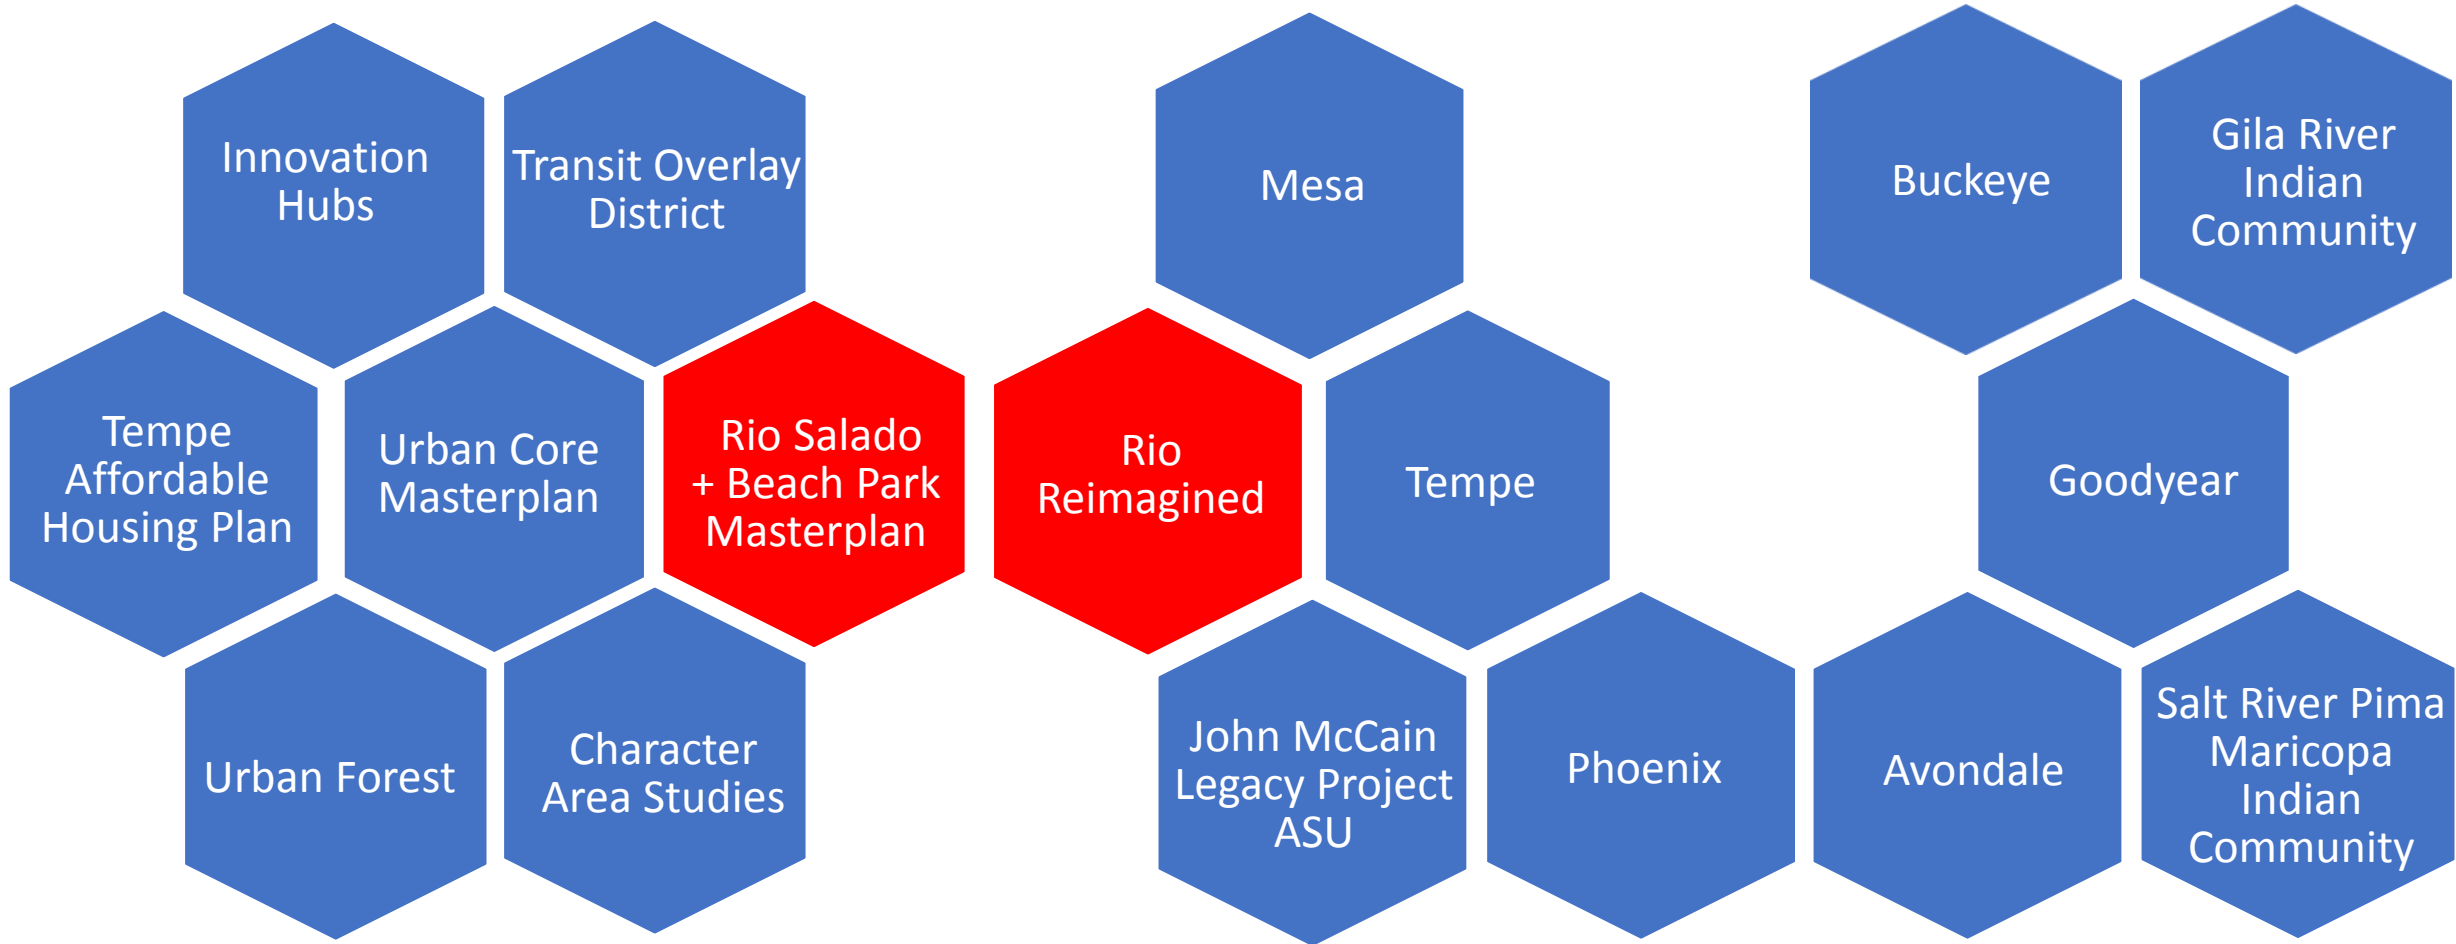 Innovation
Hubs
Transit Overlay
District
Mesa
Buckeye
Gila River
Indian
Community
Tempe
Affordable
Housing Plan
Urban Core
Masterplan
Rio Salado
+ Beach Park
Masterplan
Rio
Reimagined
Tempe
Goodyear
Urban Forest
Character
Area Studies
John McCain
Legacy Project
ASU
Phoenix
Avondale
Salt River Pima
Maricopa
Indian
Community